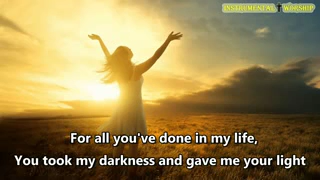 INSTRUMENTAL WORSHIP
For all you've done in my life,
You took my darkness and gave me your light